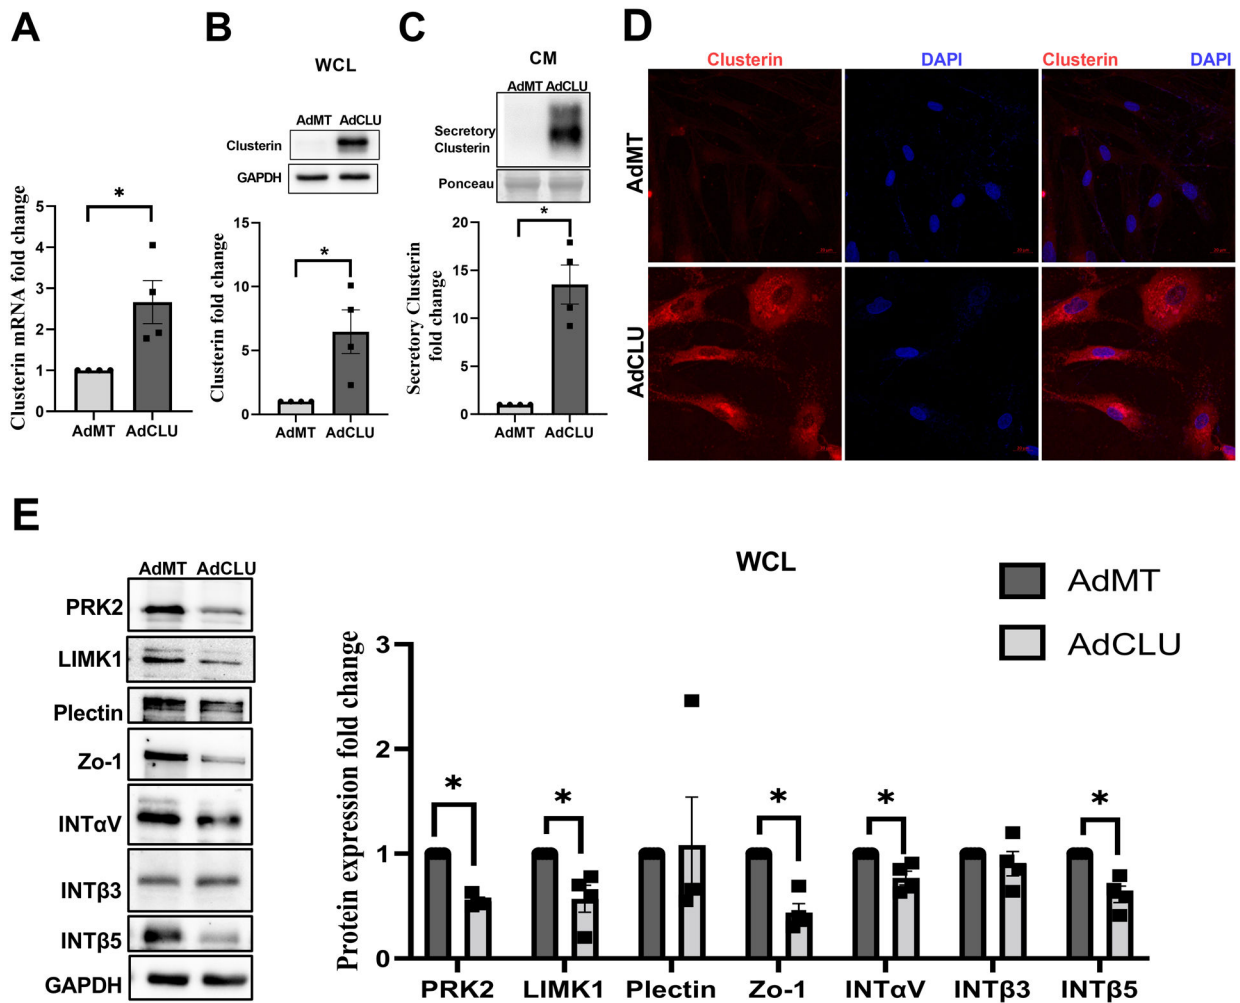 A
Clusterin mRNA fold change
5
4
3
2
1
0
*
AdMT AdCLU
B
WCL
AdMT AdCLU
Clusterin
GAPDH
Clusterin fold change
15
10
5
0
*
AdMT AdCLU
C
CM
AdMT AdCLU
Secretory
Clusterin
Ponceau
Secretory Clusterin
fold change
20
15
10
5
0
*
AdMT AdCLU
D
Clusterin DAPI Clusterin DAPI
AdMT
AdCLU
E
AdMT AdCLU
PRK2
LIMK1
Plectin
Zo-1
INTαV
INTβ3
INTβ5
GAPDH
WCL
AdMT
AdCLU
Protein expression fold change
3
2
1
0
* * * * *
PRK2 LIMK1 Plectin Zo-1 INTαV INTβ3 INTβ5